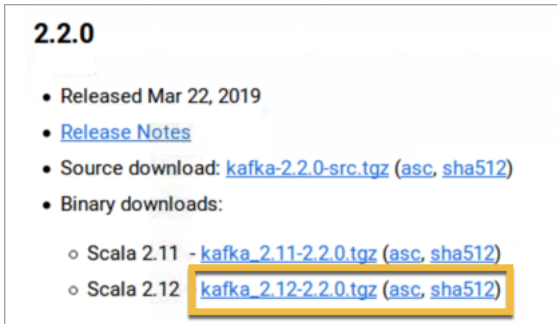 2.2.0
• Released Mar 22, 2019
• Release Notes
• Source download: kafka-2.2.0-src.tgz (asc, sha512)
• Binary downloads:
○ Scala 2.11 - kafka_2.11-2.2.0.tgz (asc, sha512)
○ Scala 2.12 kafka_2.12-2.2.0.tgz (asc, sha512)